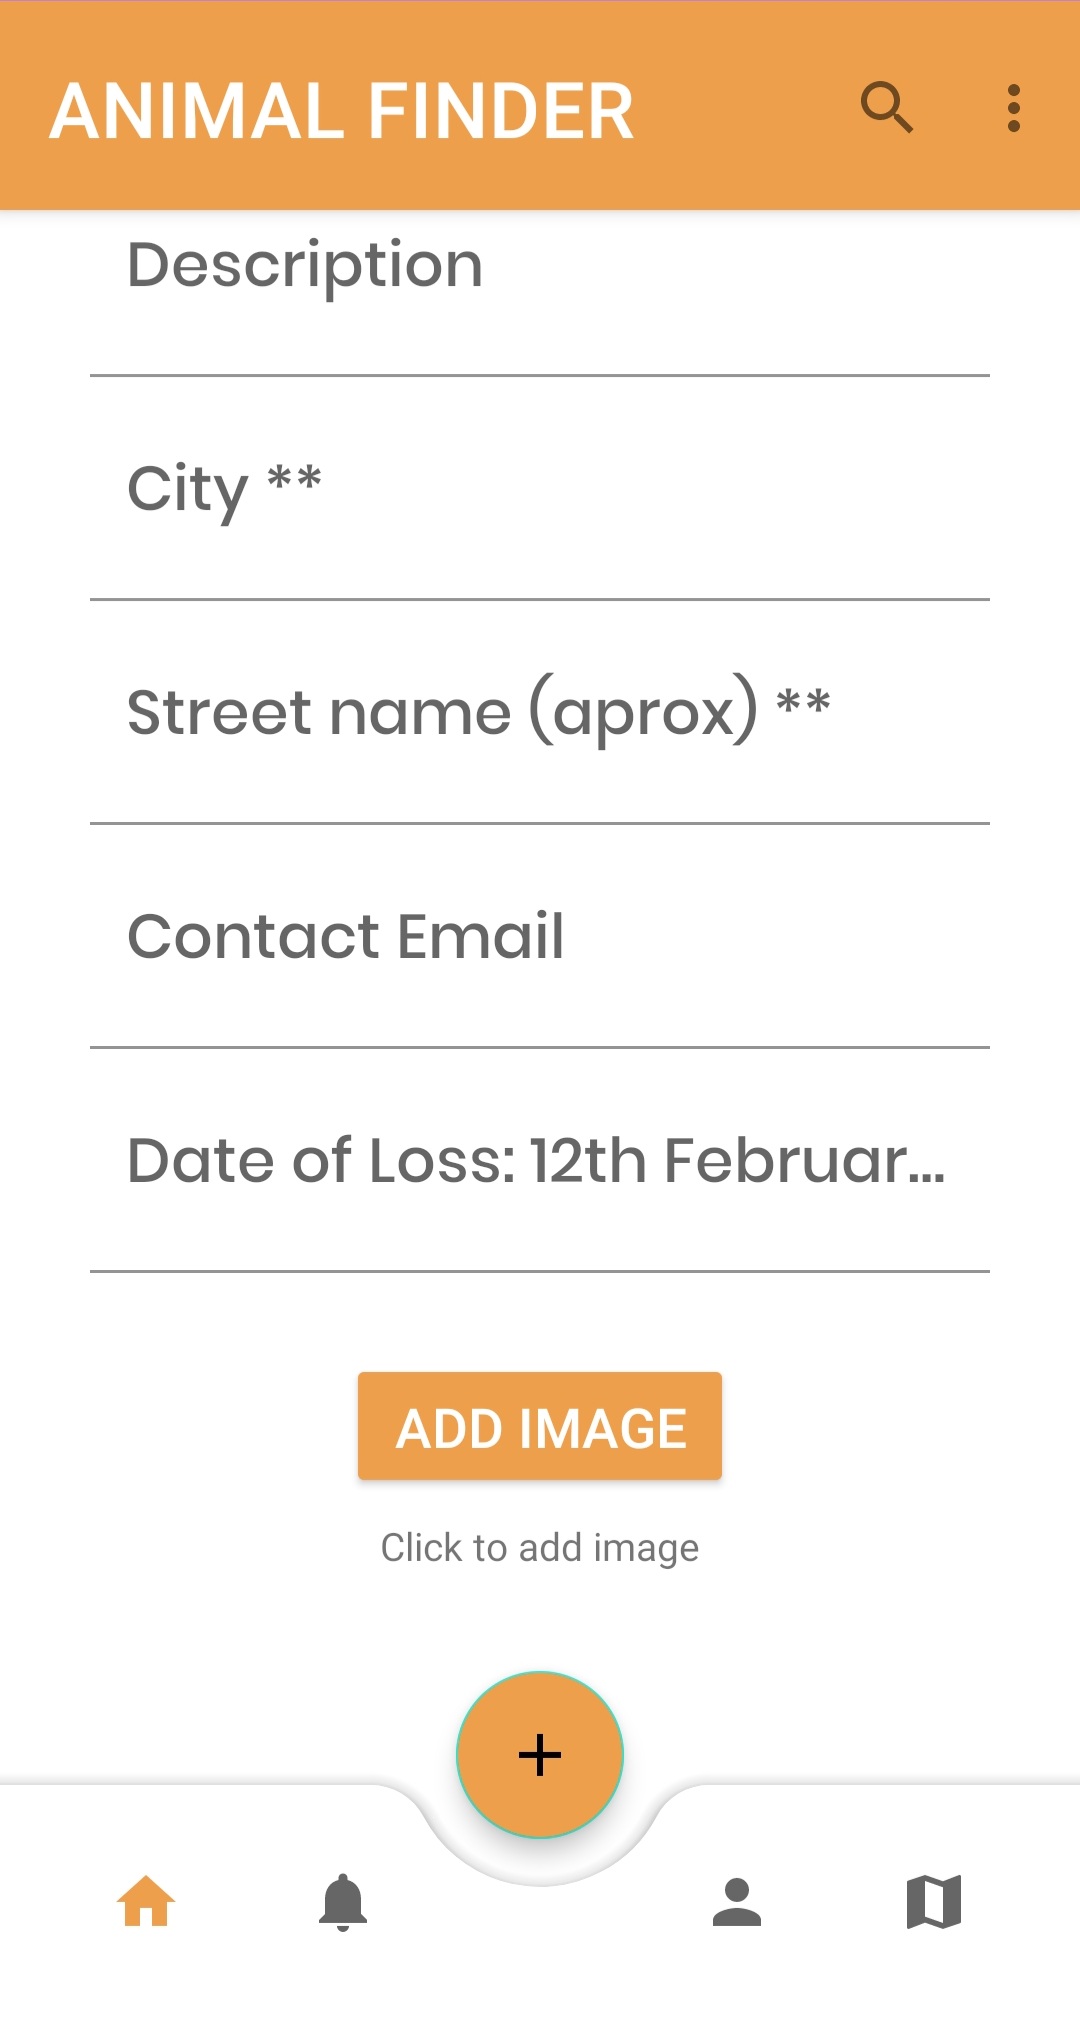 ANIMAL FINDER
Description
City **
Street name (aprox) **
Contact Email
Date of Loss: 12th Februar...
ADD IMAGE
Click to add image